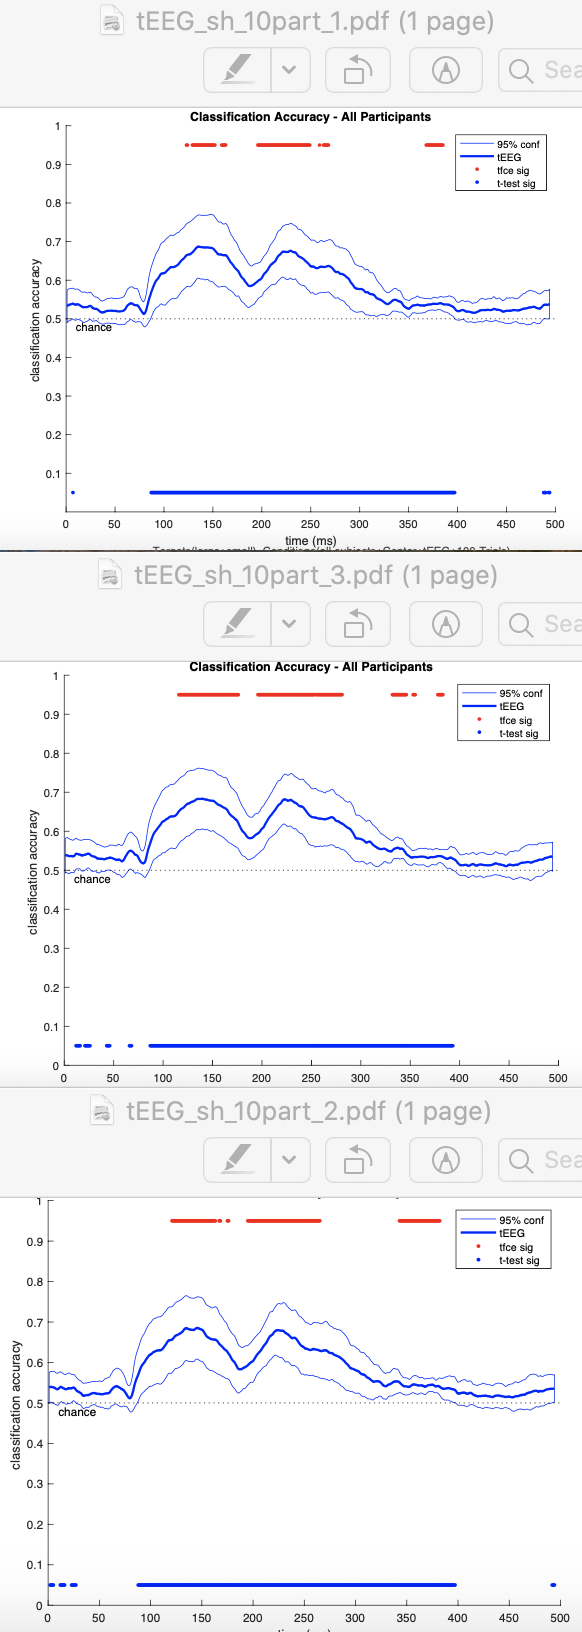 tEEG_sh_10part_1.pdf (1 page)
Sea
Classification Accuracy - All Participants
1
0.9
0.8
0.7
0.6
0.5
0.4
0.3
0.2
0.1
classification accuracy
95% conf
tEEG
tfce sig
t-test sig
chance
0 50 100 150 200 250 300 350 400 450 500
time (ms)
tEEG_sh_10part_3.pdf (1 page)
Sea
Classification Accuracy - All Participants
1
0.9
0.8
0.7
0.6
0.5
0.4
0.3
0.2
0.1
0
classification accuracy
95% conf
tEEG
tfce sig
t-test sig
chance
0 50 100 150 200 250 300 350 400 450 500
tEEG_sh_10part_2.pdf (1 page)
Sea
1
0.9
0.8
0.7
0.6
0.5
0.4
0.3
0.2
0.1
0
classification accuracy
95% conf
tEEG
tfce sig
t-test sig
chance
0 50 100 150 200 250 300 350 400 450 500